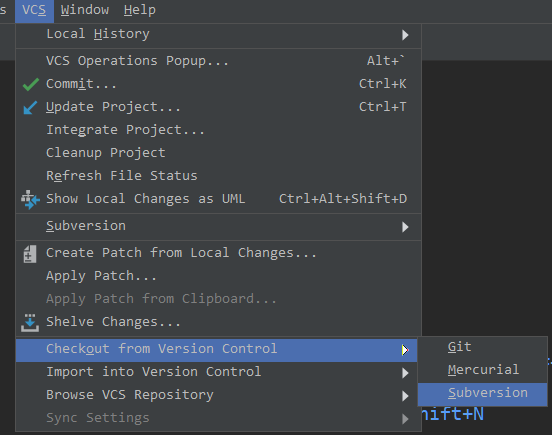 s VCS Window Help
Local History
VCS Operations Popup... Alt+`
Commit... Ctrl+K
Update Project... Ctrl+T
Integrate Project...
Cleanup Project
Refresh File Status
Show Local Changes as UML Ctrl+Alt+Shift+D
Subversion
Create Patch from Local Changes...
Apply Patch...
Apply Patch from Clipboard...
Shelve Changes...
Checkout from Version Control
Import into Version Control
Browse VCS Repository
Sync Settings
Git
Mercurial
Subversion
hift+N